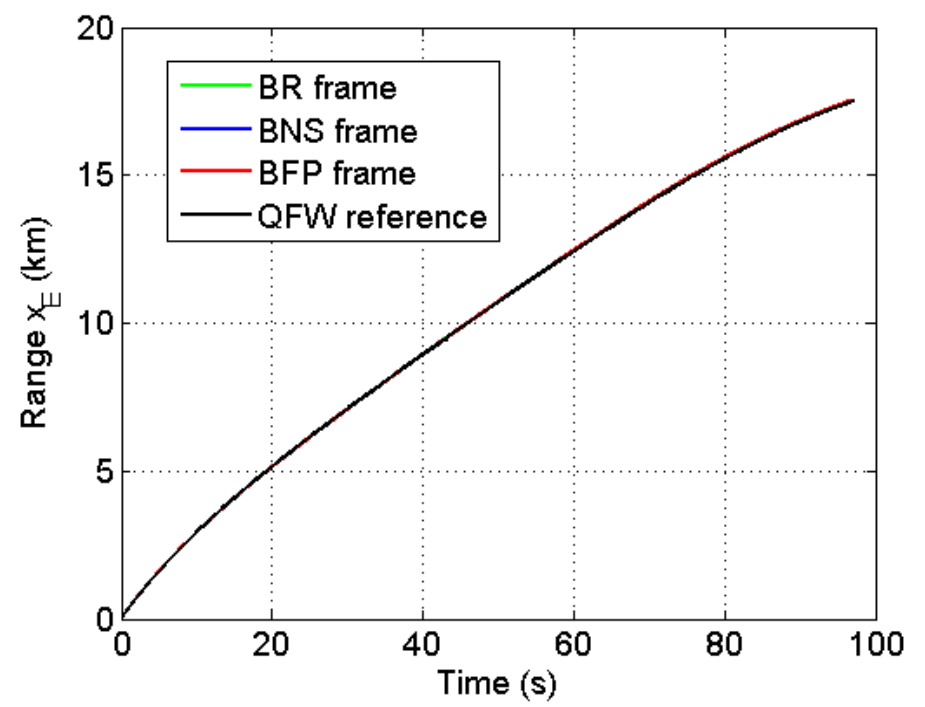 20
15
10
5
0
Range x_E (km)
BR frame
BNS frame
BFP frame
QFW reference
0 20 40 60 80 100
Time (s)